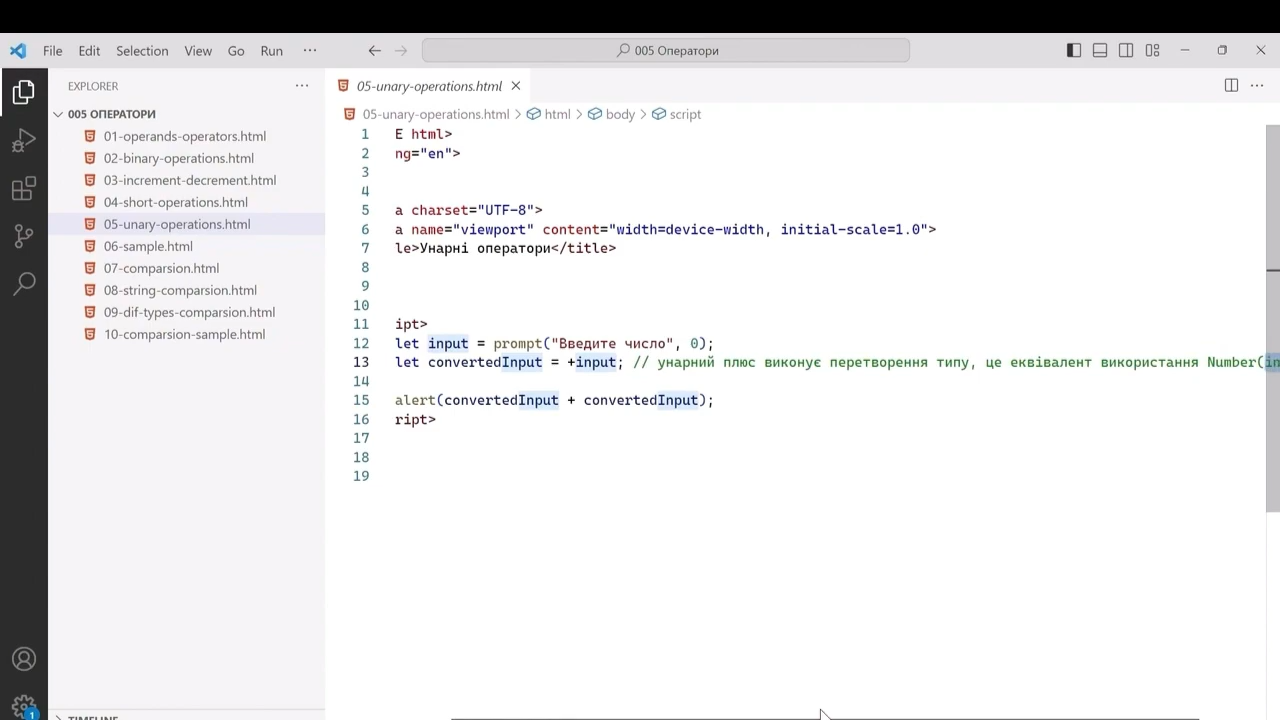 File Edit Selection View Go Run ···
005 Оператори
EXPLORER
005 ОПЕРАТОРИ
01-operands-operators.html
02-binary-operations.html
03-increment-decrement.html
04-short-operations.html
05-unary-operations.html
06-sample.html
07-comparsion.html
08-string-comparsion.html
09-dif-types-comparsion.html
10-comparsion-sample.html
TIMELINE
1
05-unary-operations.html
05-unary-operations.html > html > body > script
1 E html>
2 ng="en">
3
4
5 a charset="UTF-8">
6 a name="viewport" content="width=device-width, initial-scale=1.0">
7 le>Унарні оператори</title>
8
9
10
11 ipt>
12 let input = prompt("Введите число", 0);
13 let convertedInput = +input; // унарний плюс виконує перетворення типу, це еквівалент використання Number(in
14
15 alert(convertedInput + convertedInput);
16 ript>
17
18
19